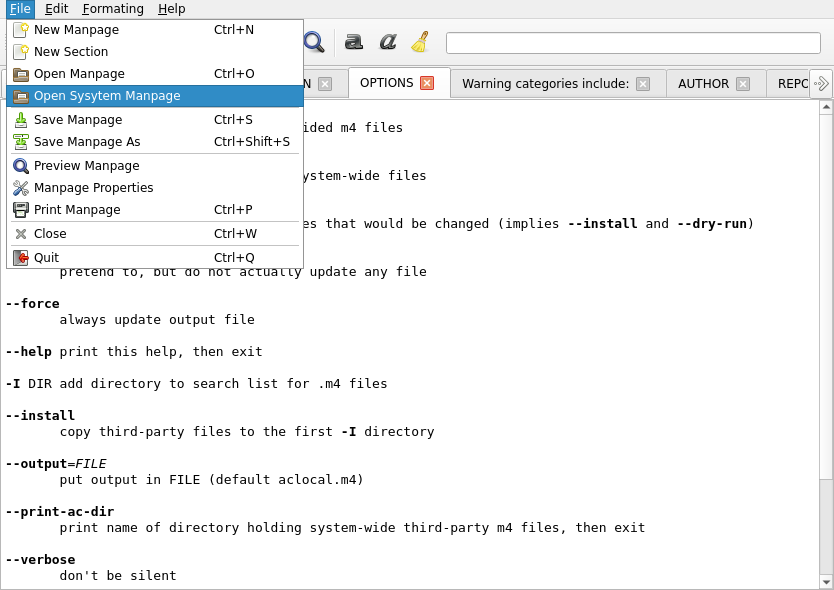 File Edit Formating Help
New Manpage Ctrl+N
New Section
Open Manpage Ctrl+O
Open Sysytem Manpage
Save Manpage Ctrl+S
Save Manpage As Ctrl+Shift+S
Preview Manpage
Manpage Properties
Print Manpage Ctrl+P
Close Ctrl+W
Quit Ctrl+Q
a a
N OPTIONS Warning categories include: AUTHOR REPO
m4 files
files
that would be changed (implies --install and --dry-run)
pretend to, but do not actually update any file
--force
always update output file
--help print this help, then exit
-I DIR add directory to search list for .m4 files
--install
copy third-party files to the first -I directory
--output=FILE
put output in FILE (default aclocal.m4)
--print-ac-dir
print name of directory holding system-wide third-party m4 files, then exit
--verbose
don't be silent